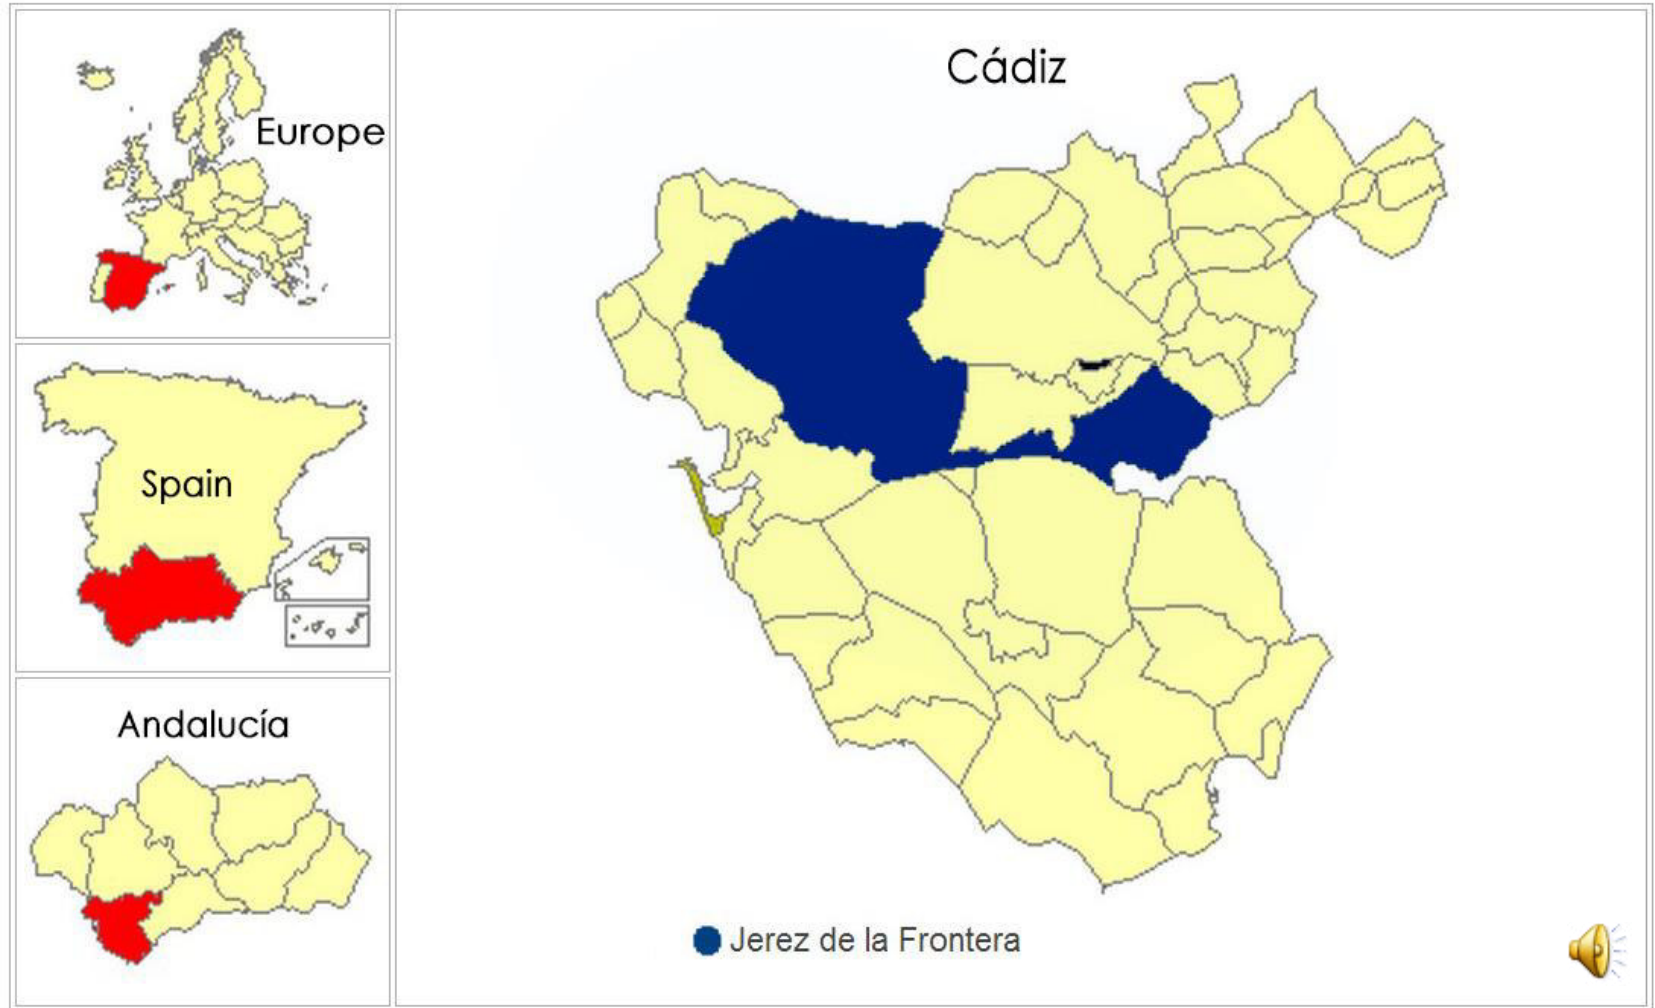 Europe
Spain
Andalucía
Cádiz
Jerez de la Frontera